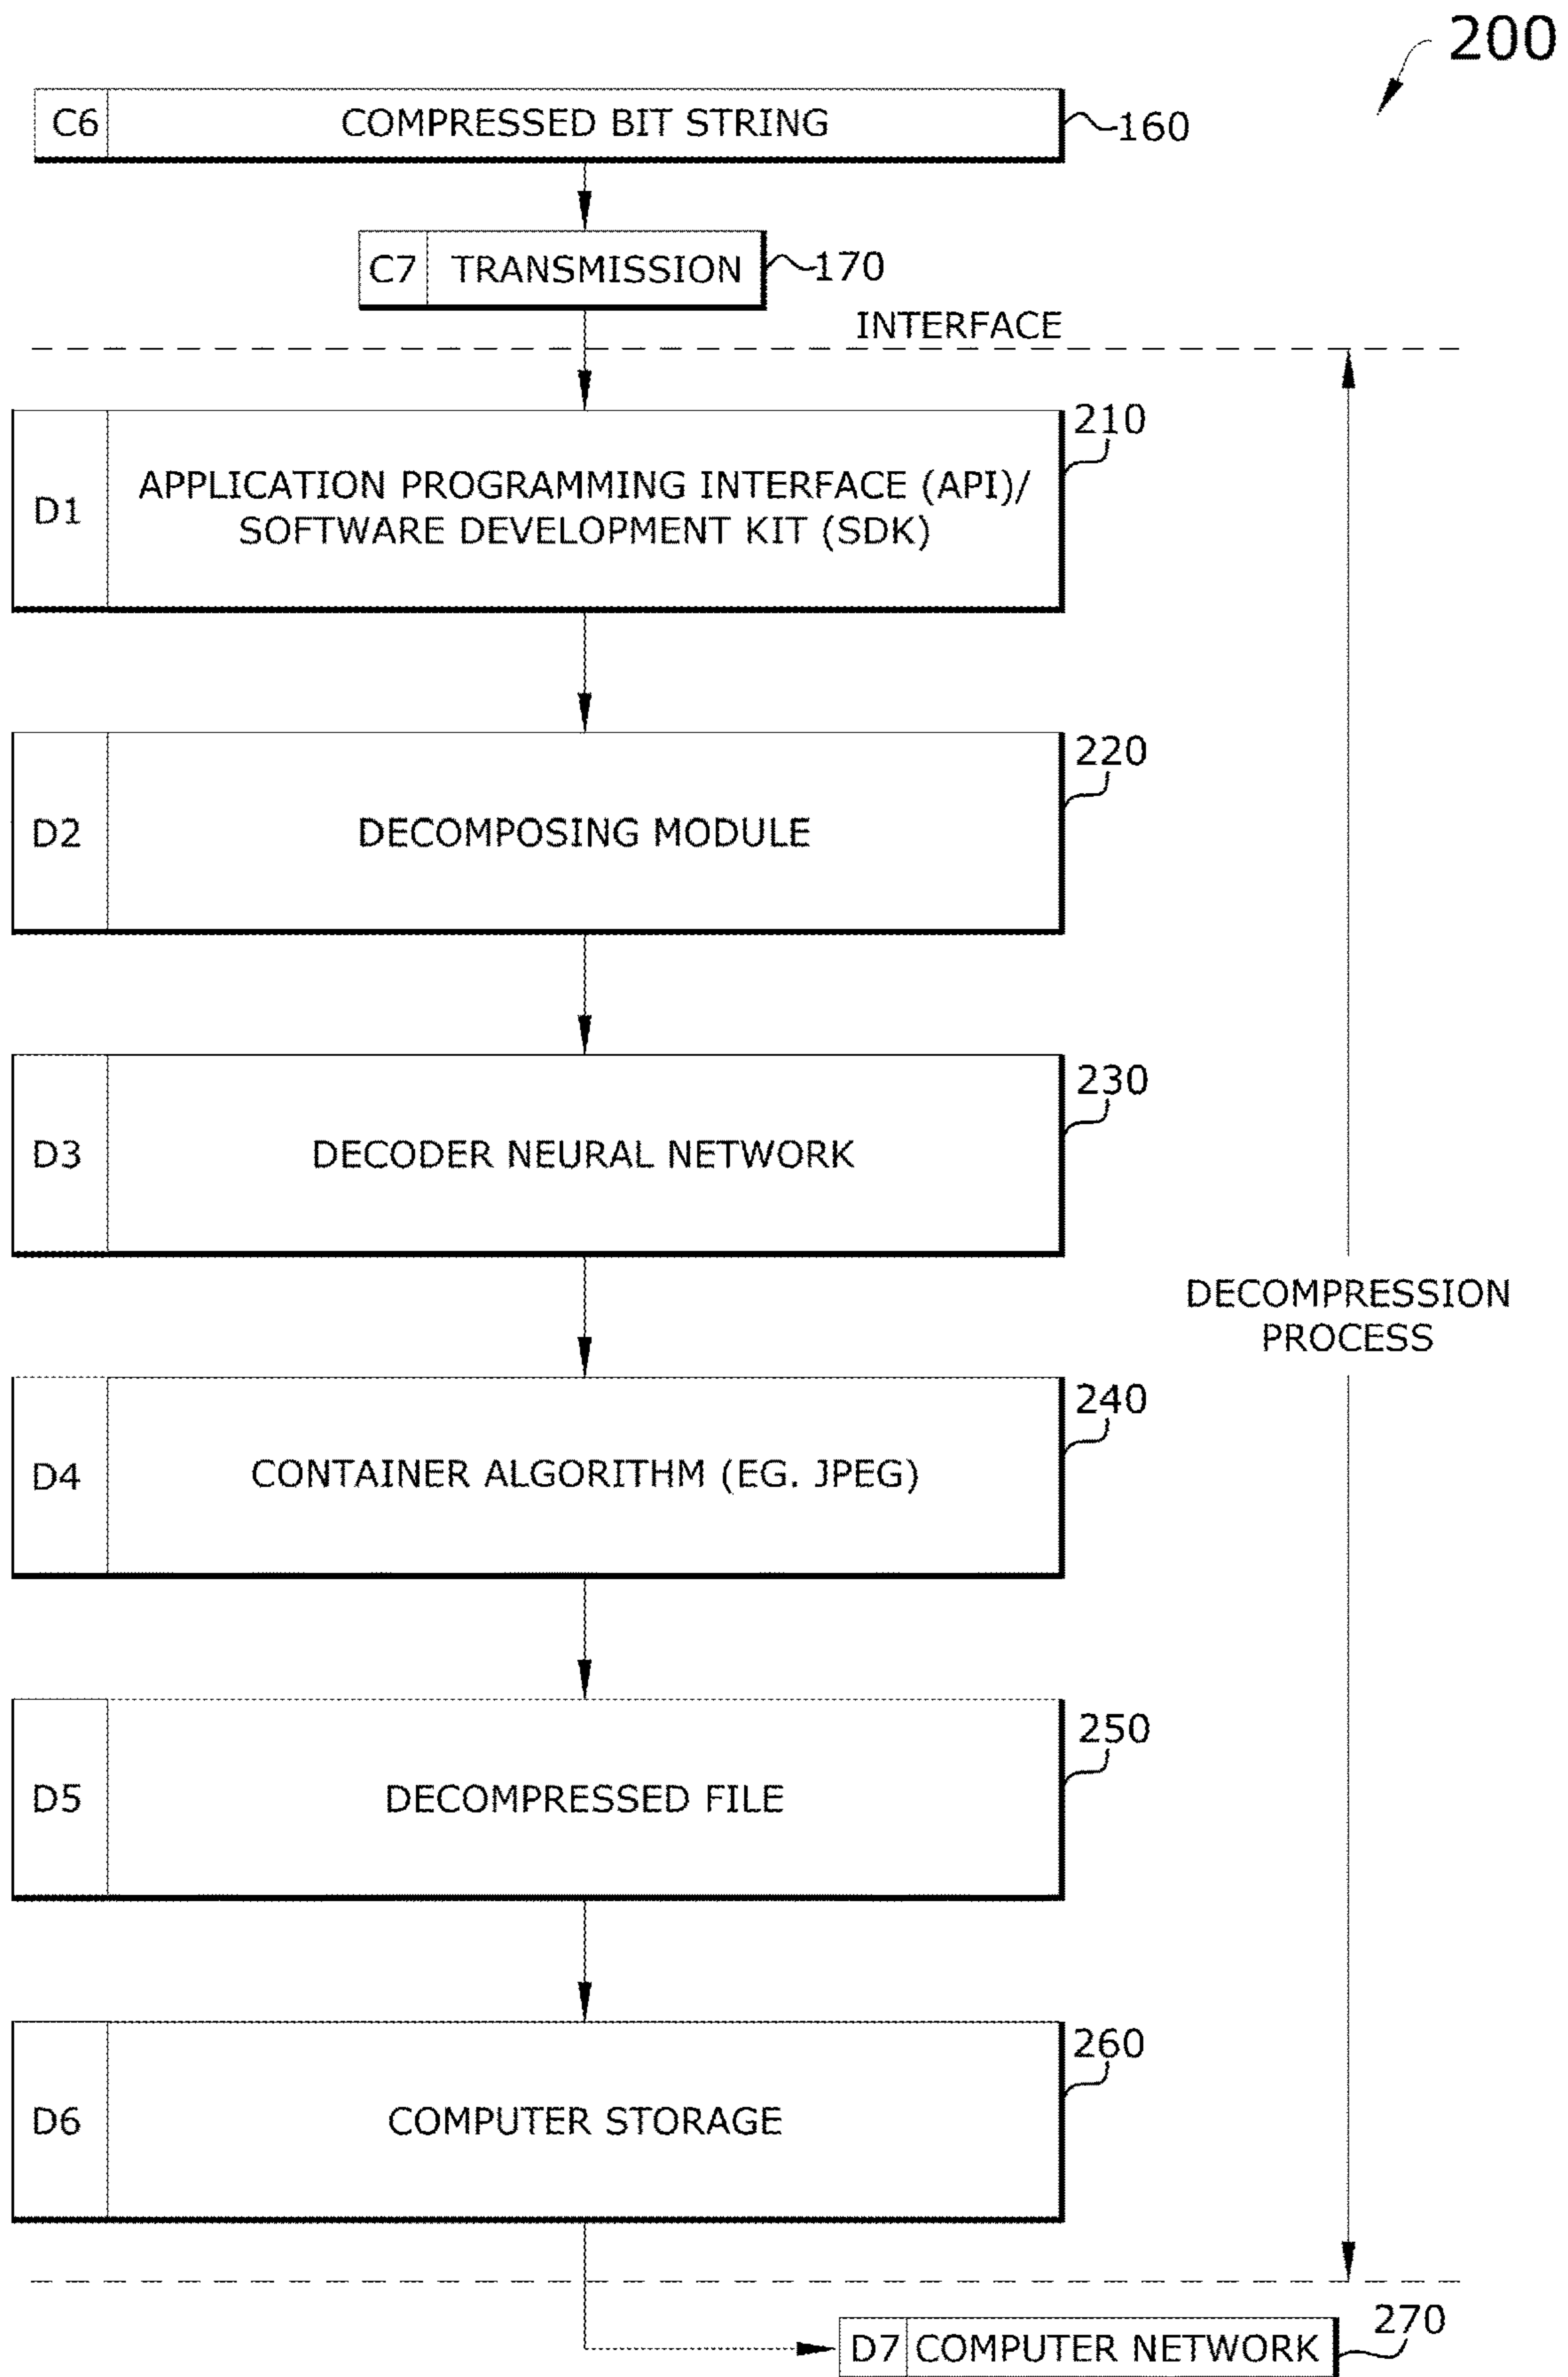 200
C6 COMPRESSED BIT STRING 160
C7 TRANSMISSION 170
INTERFACE
210
D1 APPLICATION PROGRAMMING INTERFACE (API)/
SOFTWARE DEVELOPMENT KIT (SDK)
220
D2 DECOMPOSING MODULE
230
D3 DECODER NEURAL NETWORK
DECOMPRESSION
PROCESS
240
D4 CONTAINER ALGORITHM (EG. JPEG)
250
D5 DECOMPRESSED FILE
260
D6 COMPUTER STORAGE
270
D7 COMPUTER NETWORK